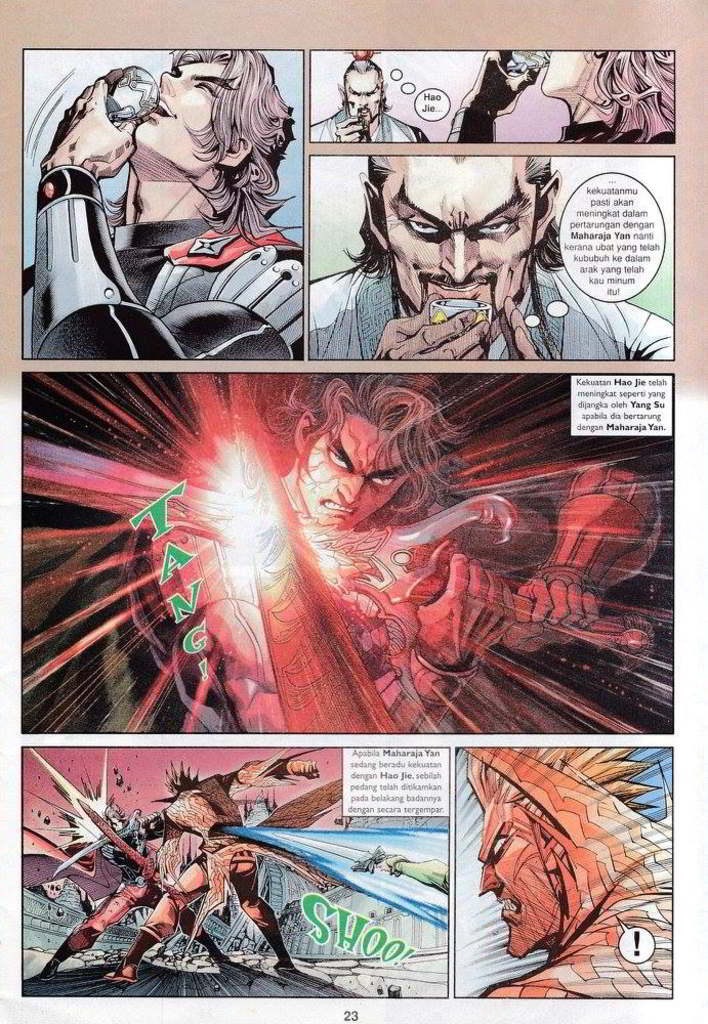 Hao
Jie...
...
kekuatanmu
pasti akan
meningkat dalam
pertarungan dengan
Maharaja Yan nanti
kerana ubat yang telah
kububuh ke dalam
arak yang telah
kau minum
itu!
Kekuatan Hao Jie telah
meningkat seperti yang
dijangka oleh Yang Su
apabila dia bertarung
dengan Maharaja Yan.
TANG!
Apabila Maharaja Yan
sedang beradu kekuatan
dengan Hao Jie, sebilah
pedang telah ditikamkan
pada belakang badannya
dengan secara tergempar.
SHOO!
!
23